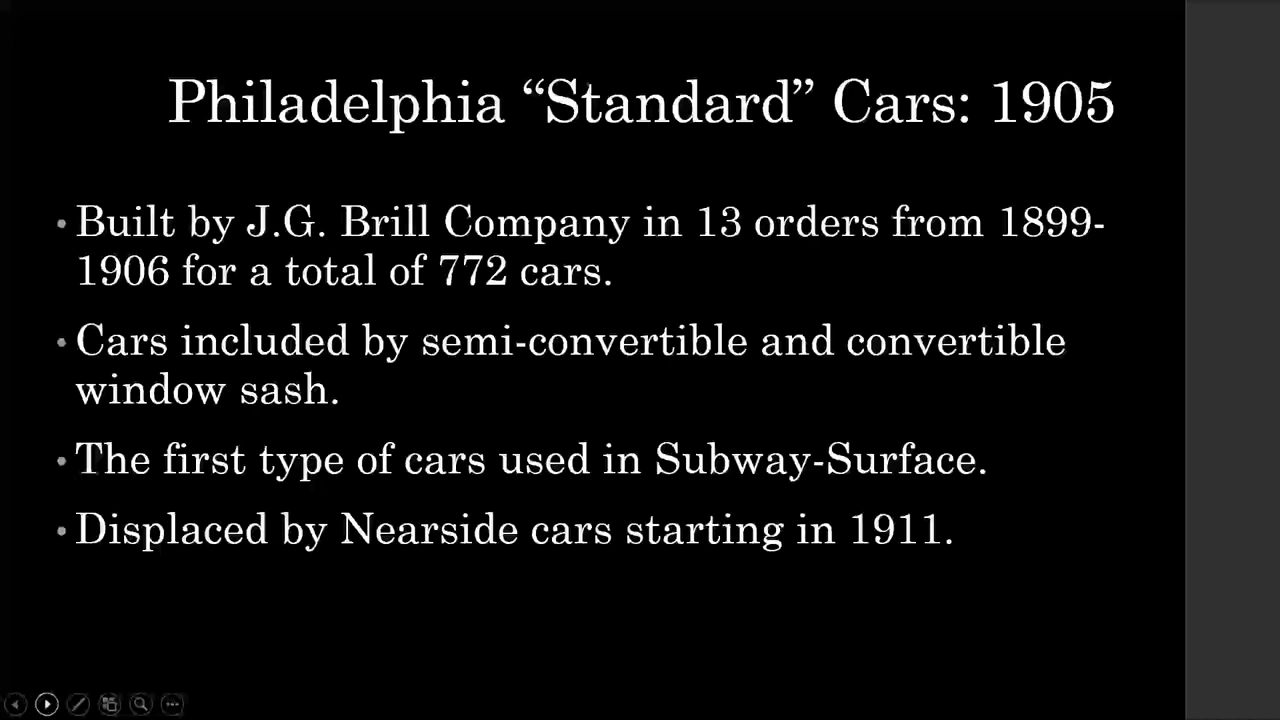 Philadelphia “Standard” Cars: 1905
• Built by J.G. Brill Company in 13 orders from 1899-
1906 for a total of 772 cars.
• Cars included by semi-convertible and convertible
window sash.
• The first type of cars used in Subway-Surface.
• Displaced by Nearside cars starting in 1911.